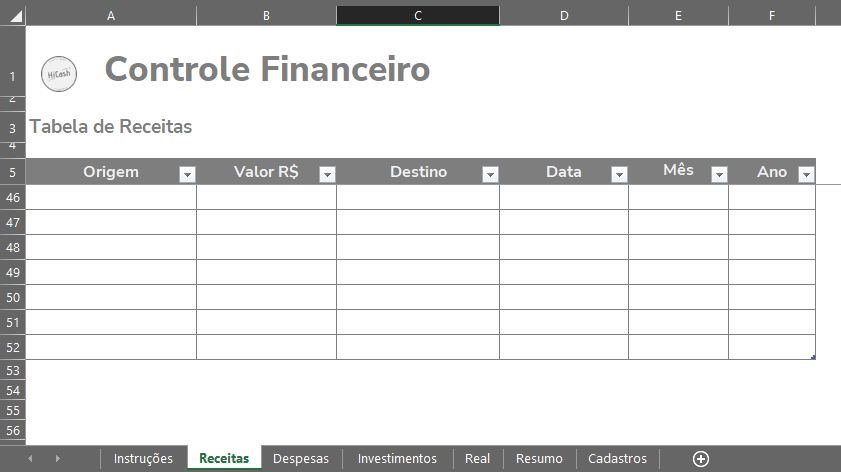 A B C D E F
1 HiCash Controle Financeiro
2
3 Tabela de Receitas
4
5 Origem Valor R$ Destino Data Mês Ano
46
47
48
49
50
51
52
53
54
55
56
Instruções Receitas Despesas Investimentos Real Resumo Cadastros